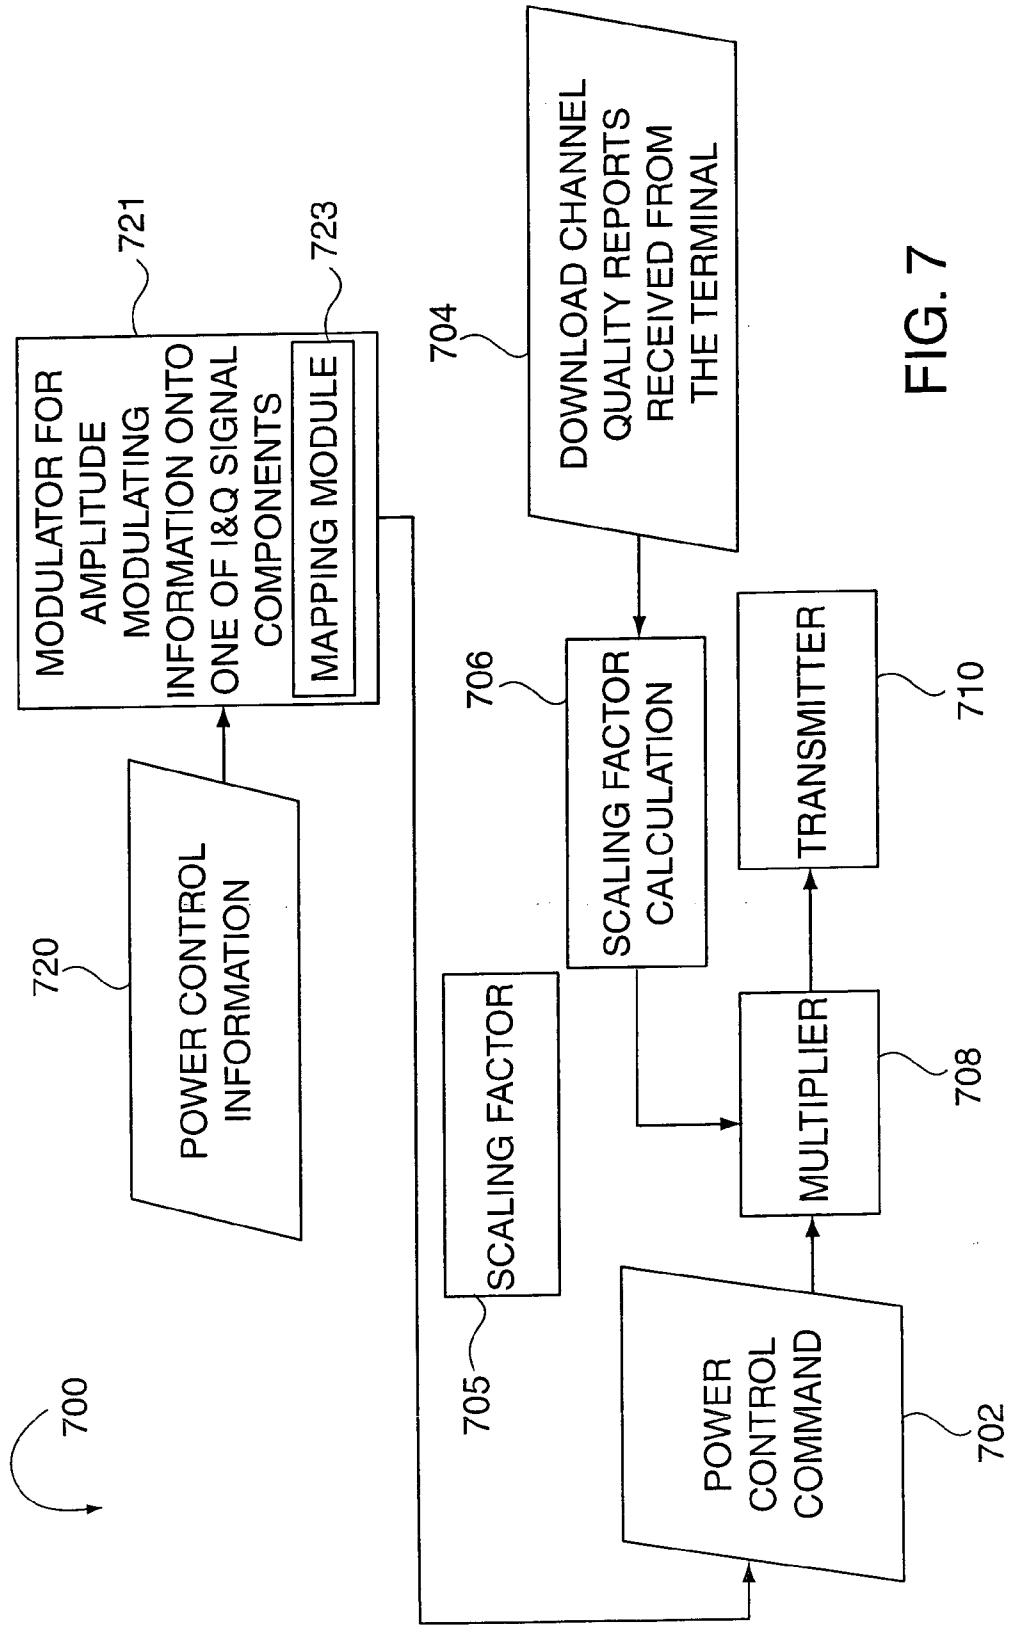 700
720
POWER CONTROL
INFORMATION
721
MODULATOR FOR
AMPLITUDE
MODULATING
INFORMATION ONTO
ONE OF I&Q SIGNAL
COMPONENTS
723
MAPPING MODULE
705
SCALING FACTOR
706
SCALING FACTOR
CALCULATION
704
DOWNLOAD CHANNEL
QUALITY REPORTS
RECEIVED FROM
THE TERMINAL
POWER
CONTROL
COMMAND
702
MULTIPLIER
708
TRANSMITTER
710
FIG. 7